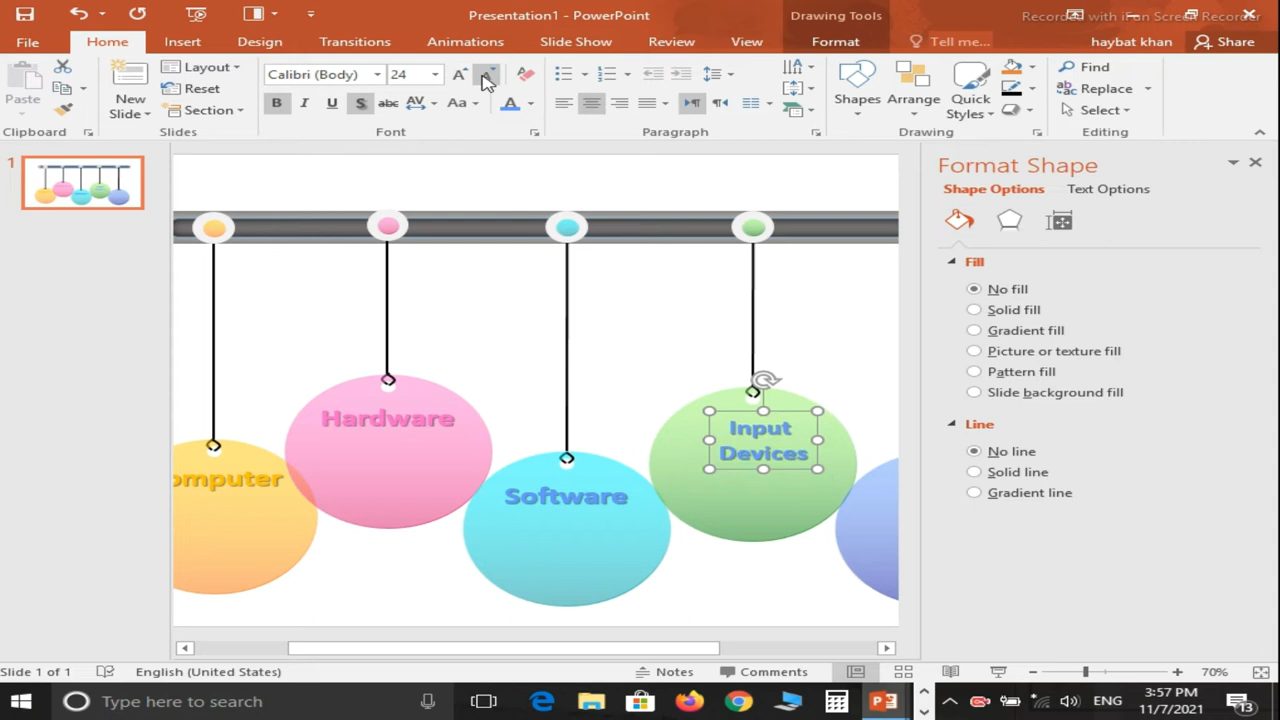 Presentation1 - PowerPoint
Drawing Tools
Recorded with iFun Screen Recorder
File
Home
Insert
Design
Transitions
Animations
Slide Show
Review
View
Format
Tell me...
haybat khan
Share
Paste
Clipboard
New
Slide
Layout
Reset
Section
Slides
Calibri (Body)
24
B I U S abc AV Aa A
Font
Paragraph
Shapes
Arrange
Quick
Styles
Drawing
Find
Replace
Select
Editing
1
Format Shape
Shape Options
Text Options
Fill
No fill
Solid fill
Gradient fill
Picture or texture fill
Pattern fill
Slide background fill
Line
No line
Solid line
Gradient line
omputer
Hardware
Software
Input
Devices
Slide 1 of 1
English (United States)
Notes
Comments
70%
Type here to search
ENG
3:57 PM
11/7/2021
13